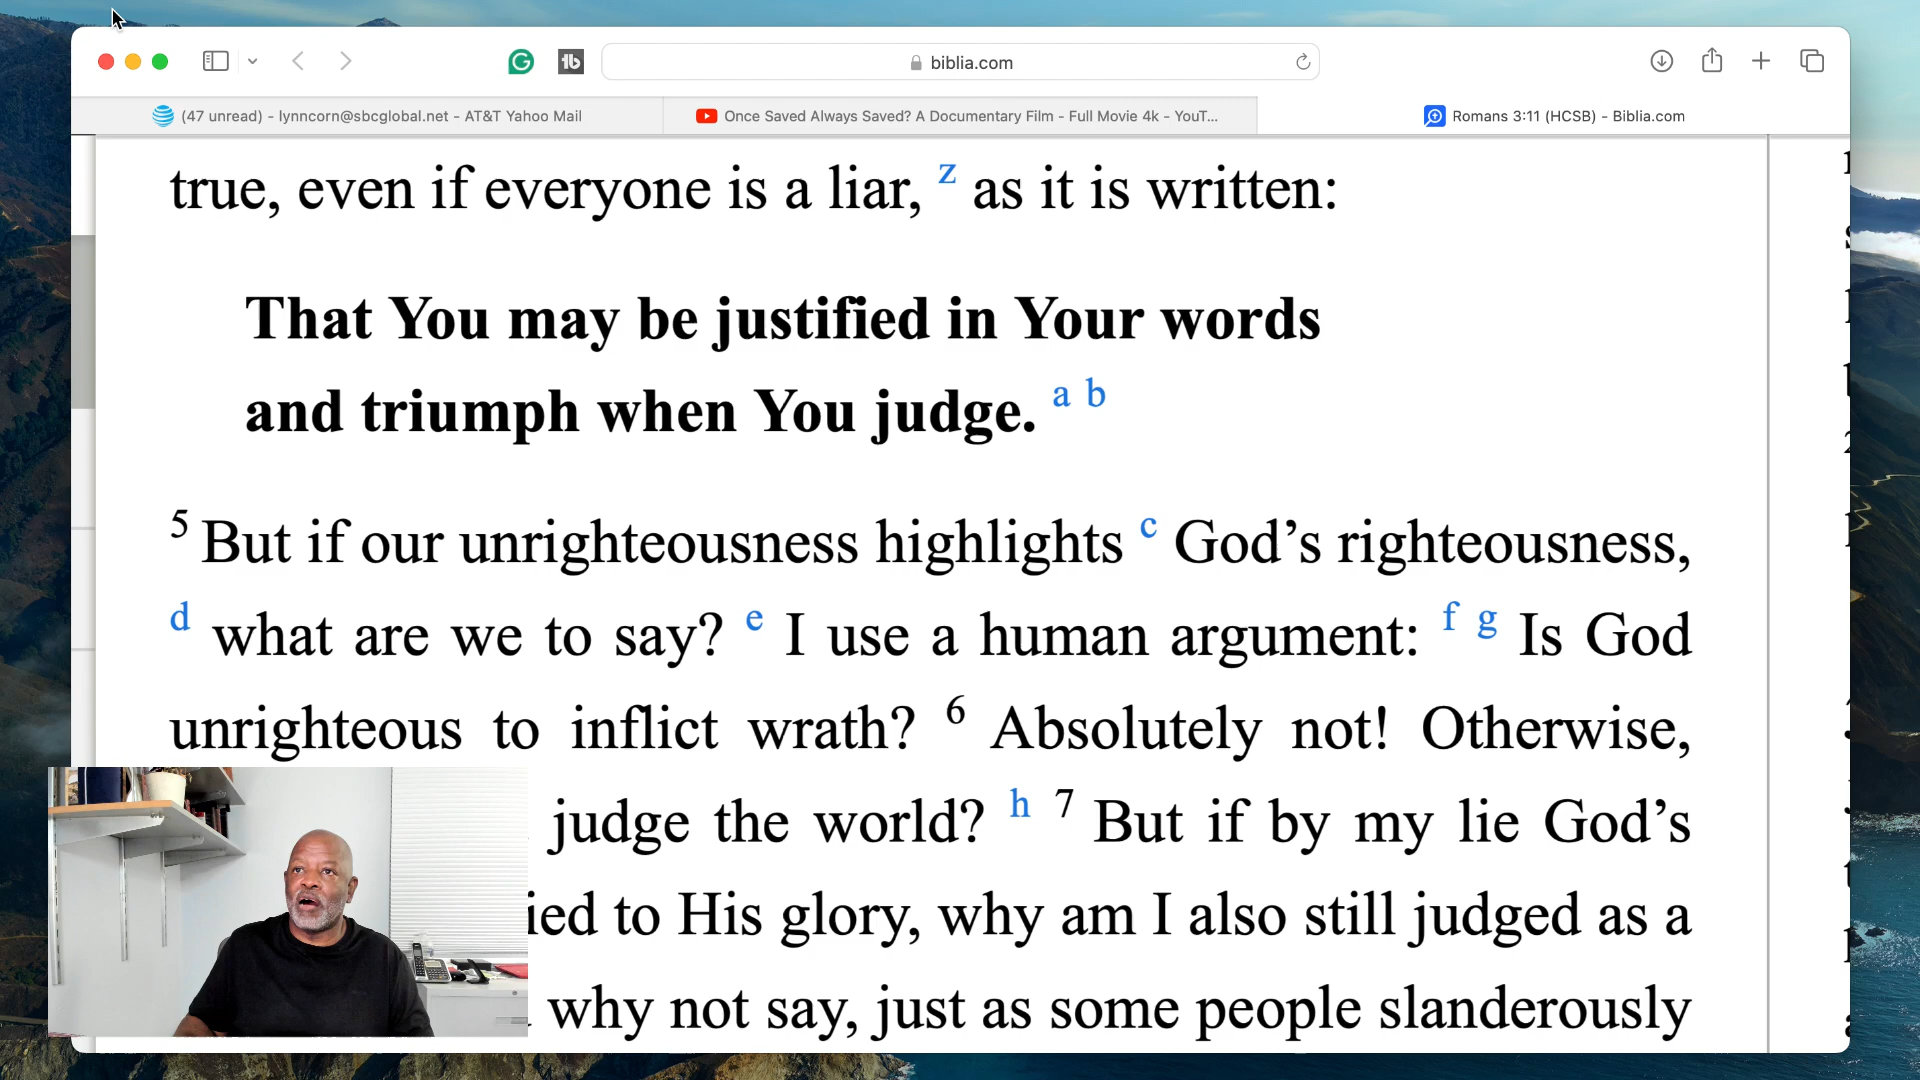 biblia.com
(47 unread) - lynncorn@sbcglobal.net - AT&T Yahoo Mail
Once Saved Always Saved? A Documentary Film - Full Movie 4k - YouT...
Romans 3:11 (HCSB) - Biblia.com
true, even if everyone is a liar, z as it is written:
That You may be justified in Your words
and triumph when You judge. a b
5 But if our unrighteousness highlights c God’s righteousness,
d what are we to say? e I use a human argument: f g Is God
unrighteous to inflict wrath? 6 Absolutely not! Otherwise,
judge the world? h 7 But if by my lie God’s
ied to His glory, why am I also still judged as a
why not say, just as some people slanderously